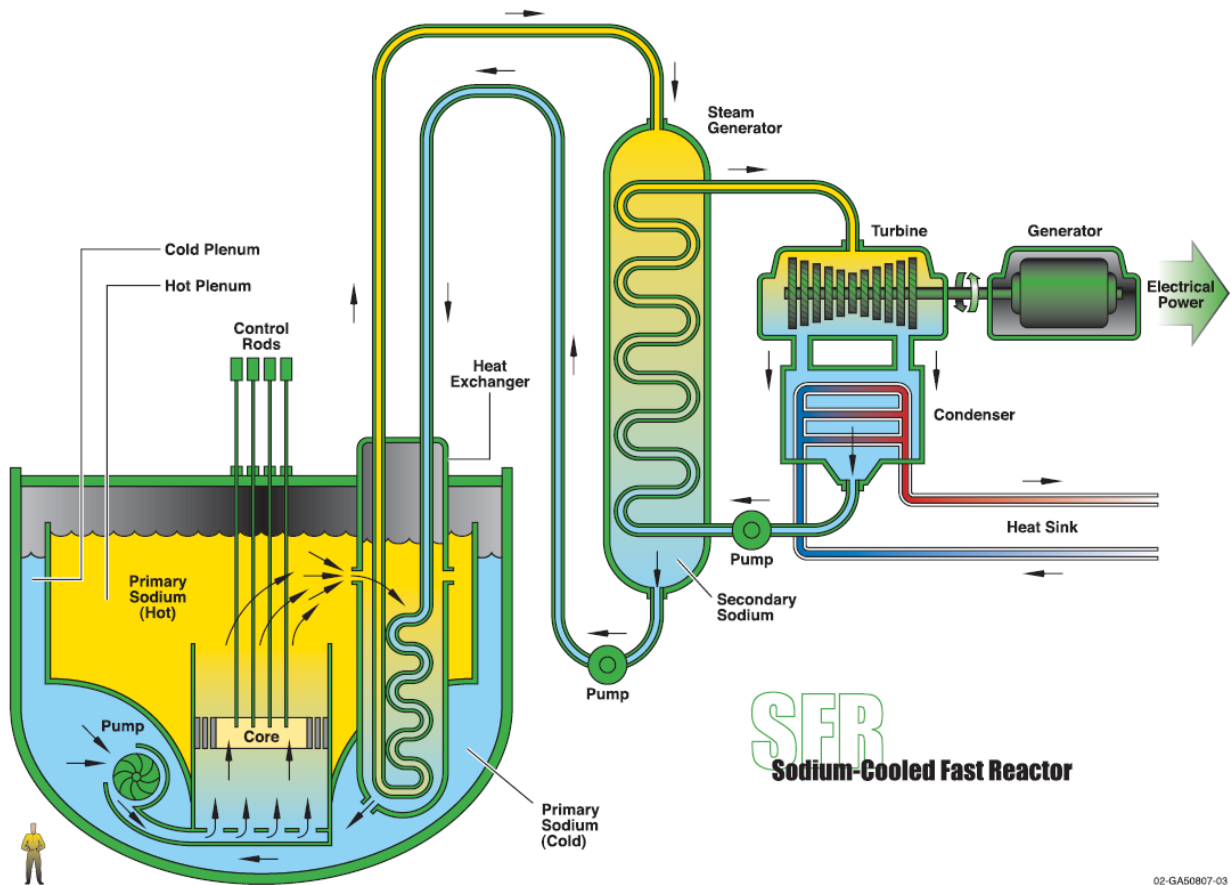 Steam
Generator
Turbine
Generator
Cold Plenum
Hot Plenum
Electrical
Power
Control
Rods
Heat
Exchanger
Condenser
Heat Sink
Pump
Primary
Sodium
(Hot)
Secondary
Sodium
Pump
Pump
Core
SFR
Sodium-Cooled Fast Reactor
Primary
Sodium
(Cold)
02-GA50807-03